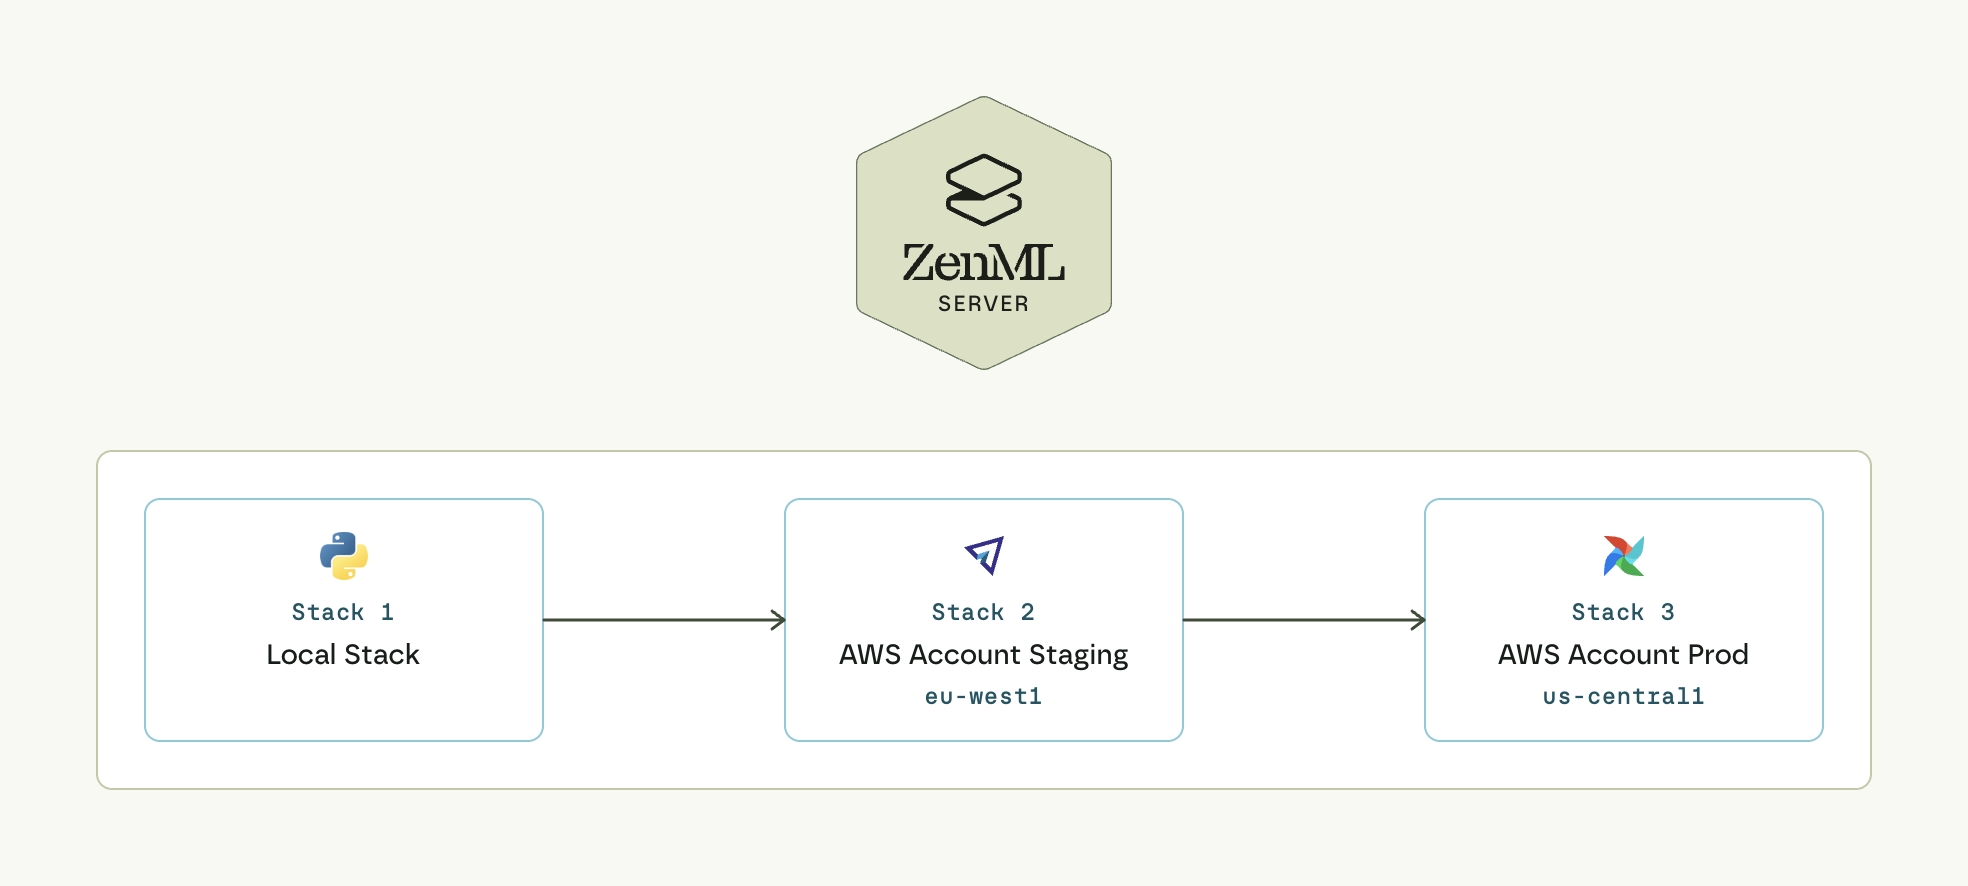 ZenML
SERVER
Stack 1
Local Stack
Stack 2
AWS Account Staging
eu-west1
Stack 3
AWS Account Prod
us-central1